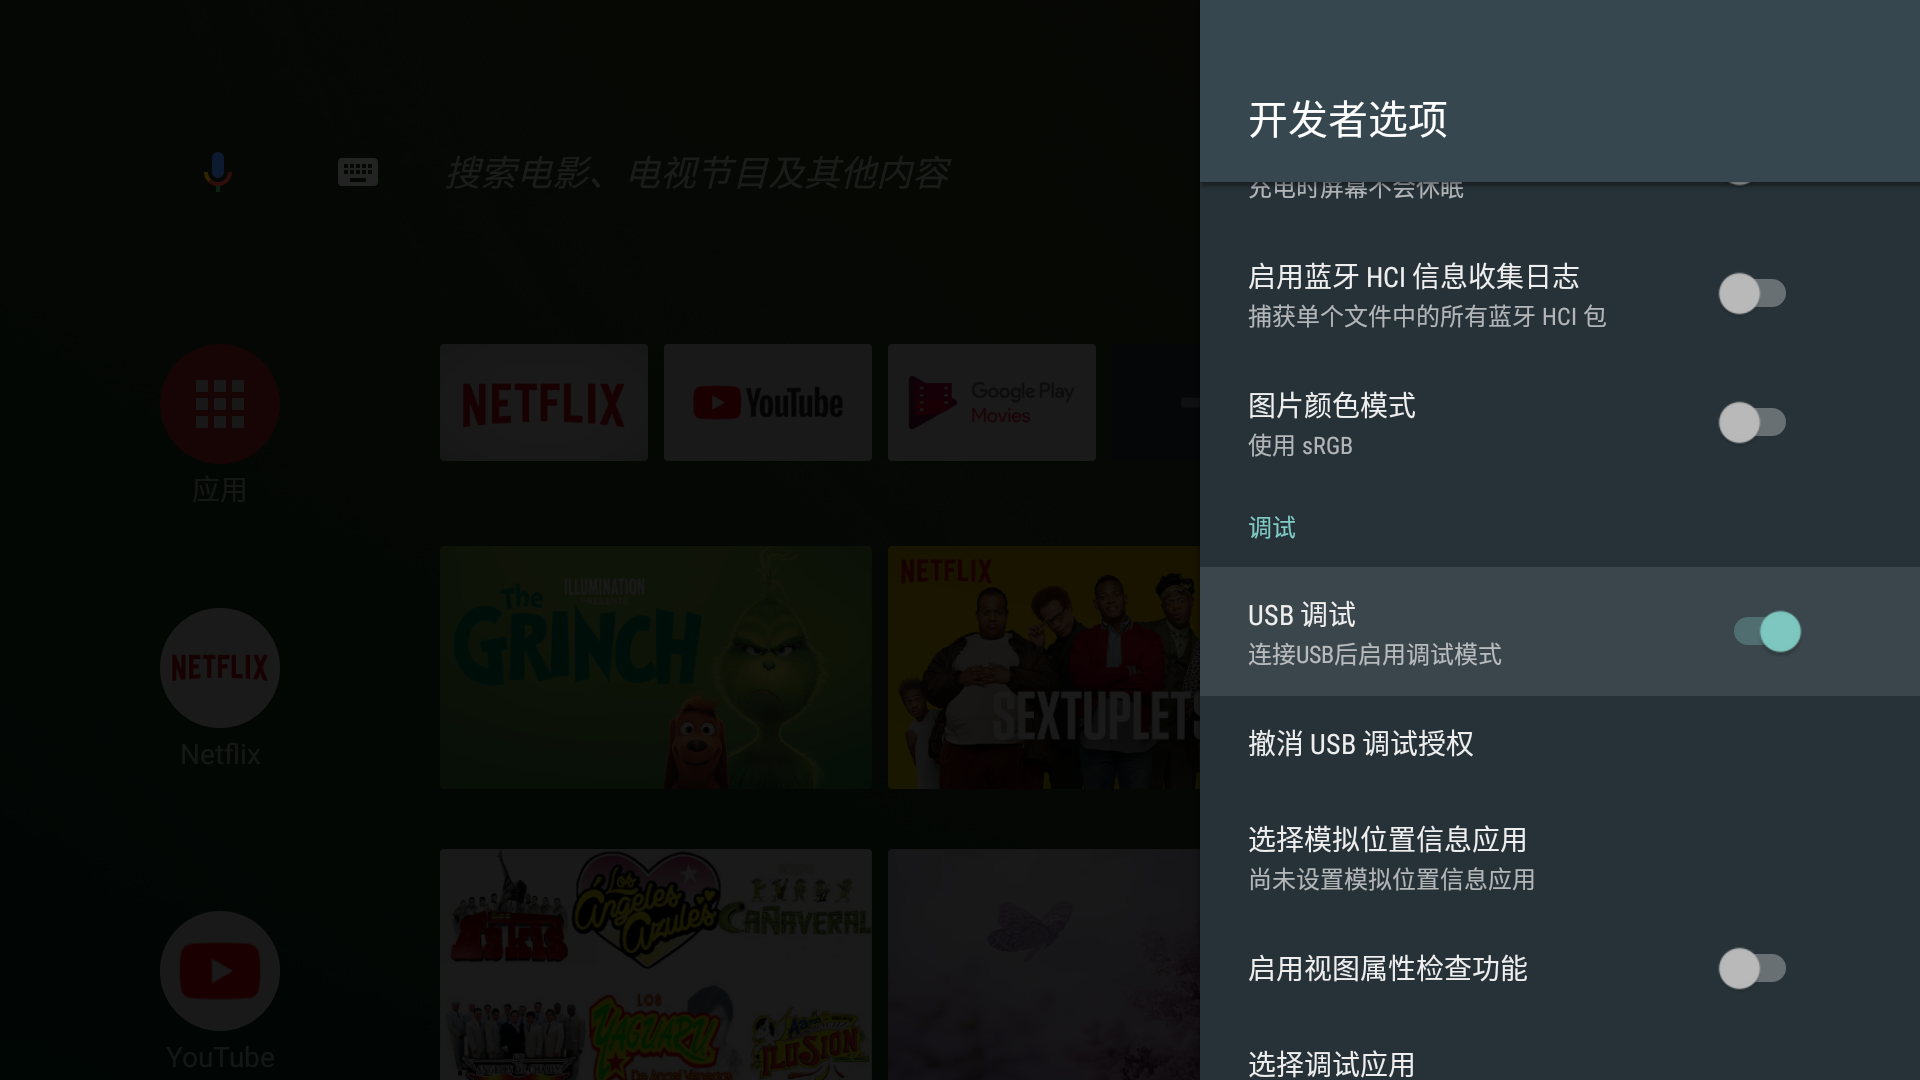 开发者选项
搜索电影、电视节目及其他内容
充电时屏幕不会休眠
启用蓝牙 HCI 信息收集日志
捕获单个文件中的所有蓝牙 HCI 包
图片颜色模式
使用 sRGB
调试
USB 调试
连接USB后启用调试模式
撤消 USB 调试授权
选择模拟位置信息应用
尚未设置模拟位置信息应用
启用视图属性检查功能
选择调试应用
NETFLIX
YouTube
Google Play
Movies
应用
ILLUMINATION
The
GRINCH
NETFLIX
SEXTUPLETS
NETFLIX
Netflix
Los
Ángeles
Azules
CAÑAVERAL
LOS
YAGUARU
ILUSION
YouTube